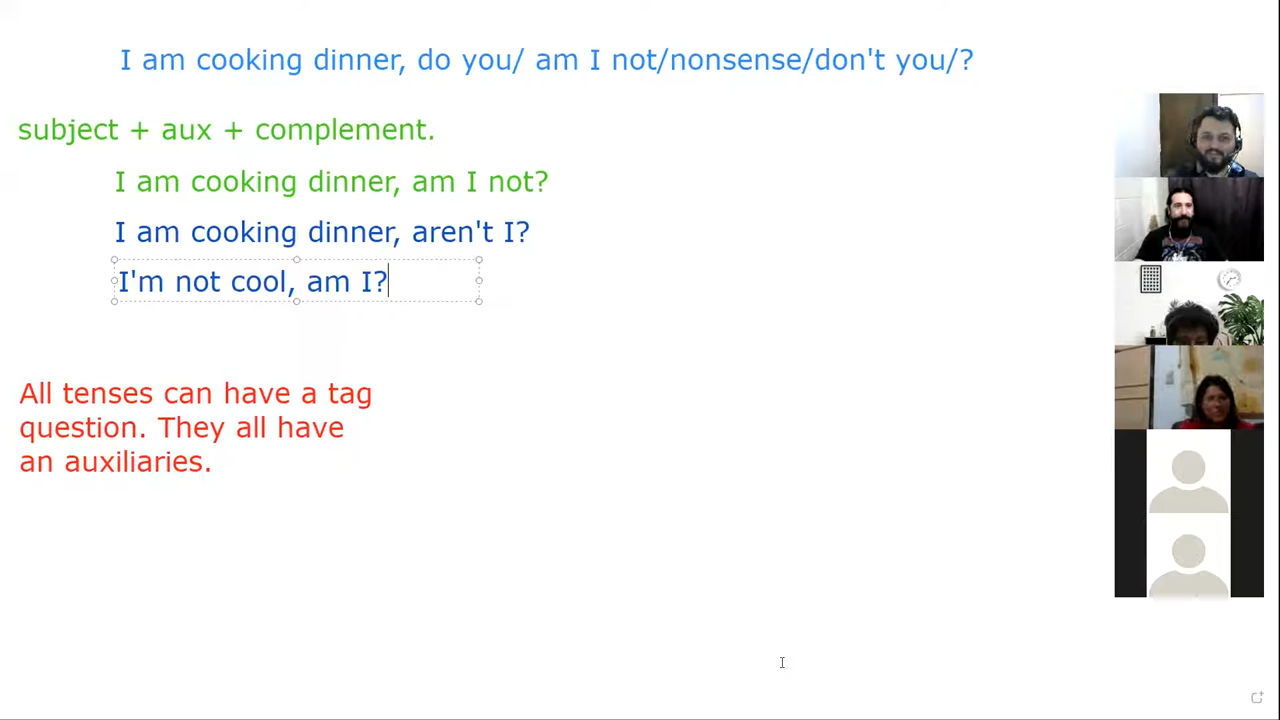 I am cooking dinner, do you/ am I not/nonsense/don't you/?
subject + aux + complement.
I am cooking dinner, am I not?
I am cooking dinner, aren't I?
I'm not cool, am I?
All tenses can have a tag
question. They all have
an auxiliaries.